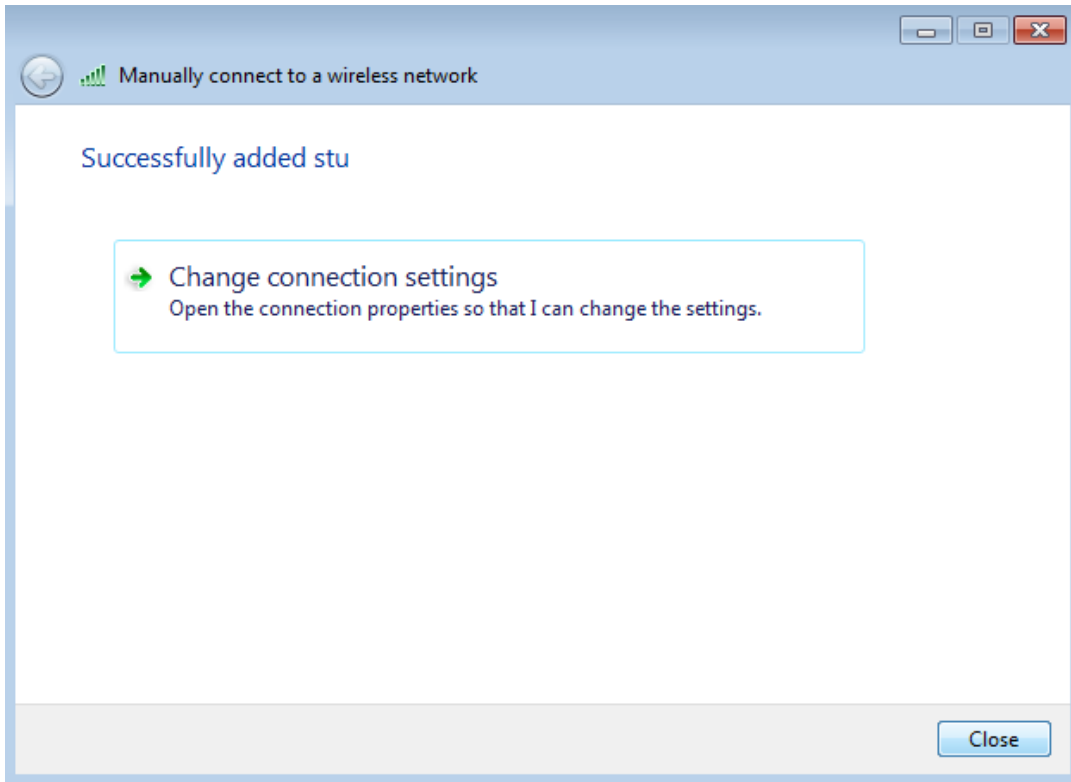 Manually connect to a wireless network
Successfully added stu
Change connection settings
Open the connection properties so that I can change the settings.
Close